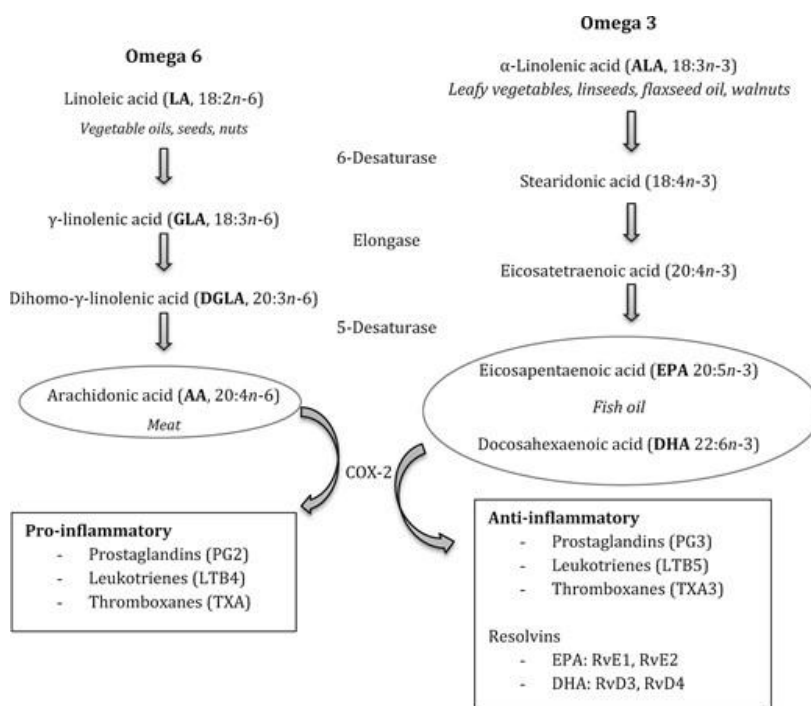 Omega 6
Linoleic acid (LA, 18:2n-6)
Vegetable oils, seeds, nuts
γ-linolenic acid (GLA, 18:3n-6)
Dihomo-γ-linolenic acid (DGLA, 20:3n-6)
Arachidonic acid (AA, 20:4n-6)
Meat
Pro-inflammatory
- Prostaglandins (PG2)
- Leukotrienes (LTB4)
- Thromboxanes (TXA)
6-Desaturase
Elongase
5-Desaturase
COX-2
Omega 3
α-Linolenic acid (ALA, 18:3n-3)
Leafy vegetables, linseeds, flaxseed oil, walnuts
Stearidonic acid (18:4n-3)
Eicosatetraenoic acid (20:4n-3)
Eicosapentaenoic acid (EPA 20:5n-3)
Fish oil
Docosahexaenoic acid (DHA 22:6n-3)
Anti-inflammatory
- Prostaglandins (PG3)
- Leukotrienes (LTB5)
- Thromboxanes (TXA3)
Resolvins
- EPA: RvE1, RvE2
- DHA: RvD3, RvD4